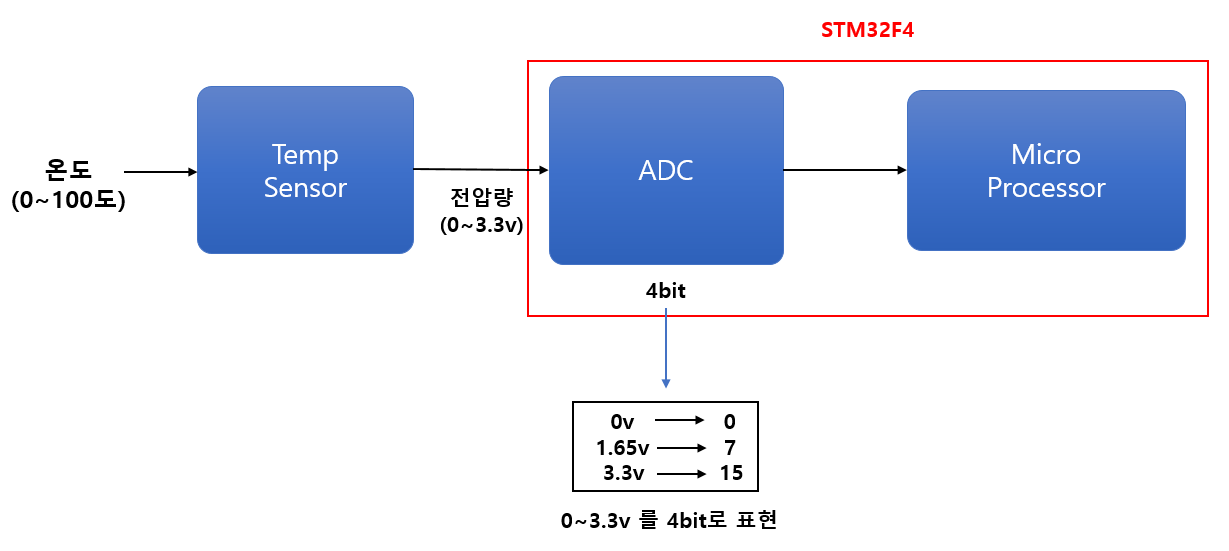 STM32F4
온도
(0~100도)
Temp
Sensor
전압량
(0~3.3v)
ADC
Micro
Processor
4bit
0v 0
1.65v 7
3.3v 15
0~3.3v 를 4bit로 표현